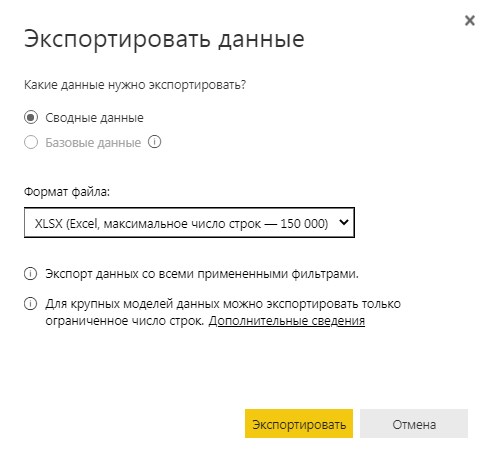 Экспортировать данные
Какие данные нужно экспортировать?
Сводные данные
Базовые данные
Формат файла:
XLSX (Excel, максимальное число строк — 150 000)
Экспорт данных со всеми примененными фильтрами.
Для крупных моделей данных можно экспортировать только
ограниченное число строк. Дополнительные сведения
Экспортировать
Отмена